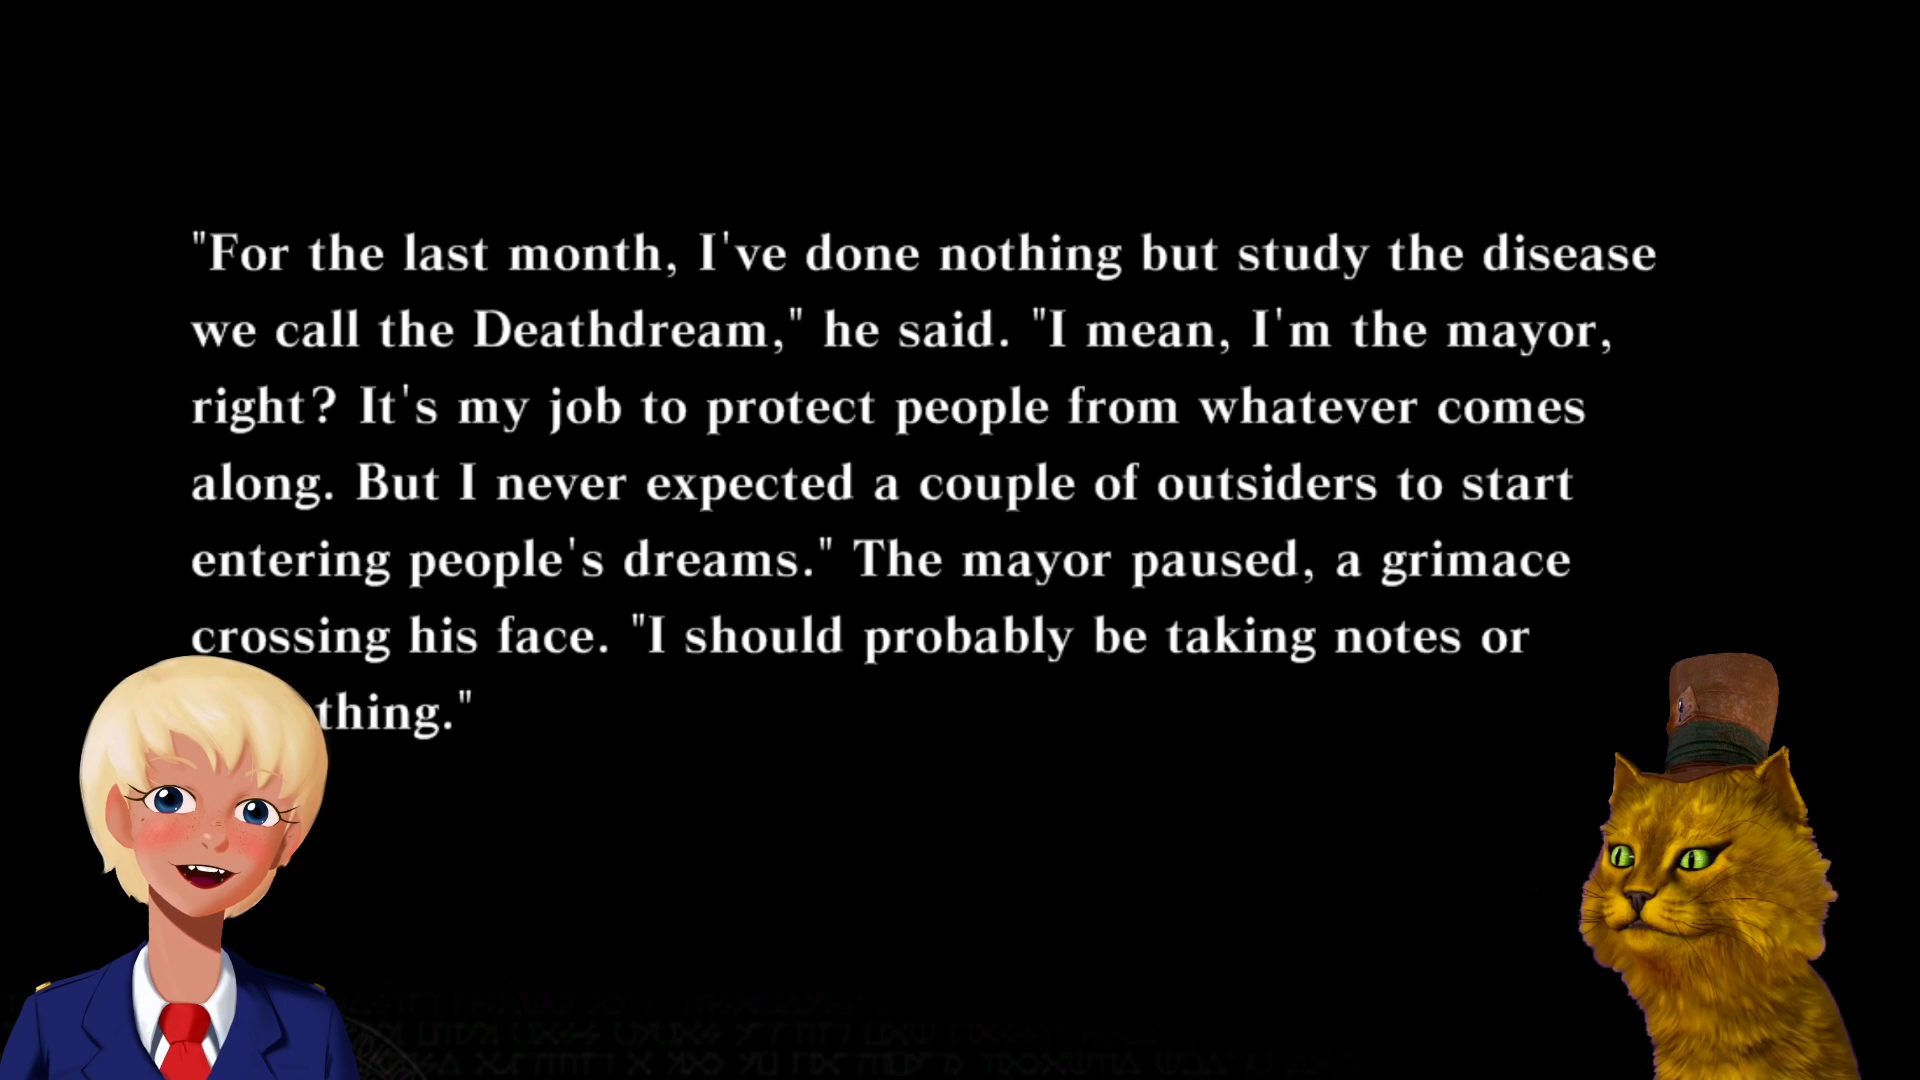 "For the last month, I've done nothing but study the disease
we call the Deathdream," he said. "I mean, I'm the mayor,
right? It's my job to protect people from whatever comes
along. But I never expected a couple of outsiders to start
entering people's dreams." The mayor paused, a grimace
crossing his face. "I should probably be taking notes or
thing."